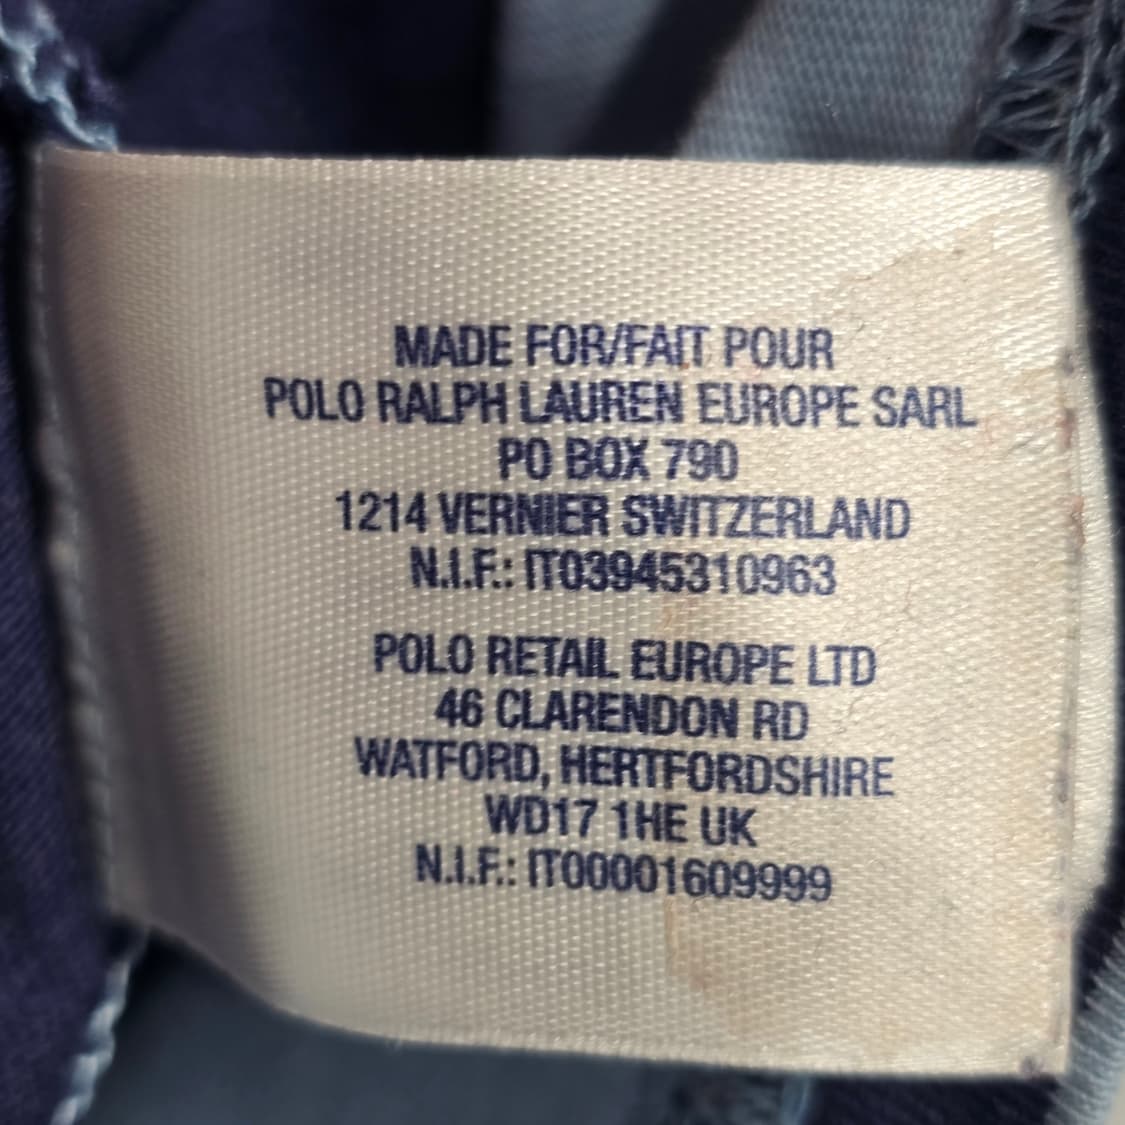 MADE FOR/FAIT POUR
POLO RALPH LAUREN EUROPE SARL
PO BOX 790
1214 VERNIER SWITZERLAND
N.I.F.: IT03945310963
POLO RETAIL EUROPE LTD
46 CLARENDON RD
WATFORD, HERTFORDSHIRE
WD17 1HE UK
N.I.F.: IT00001609999